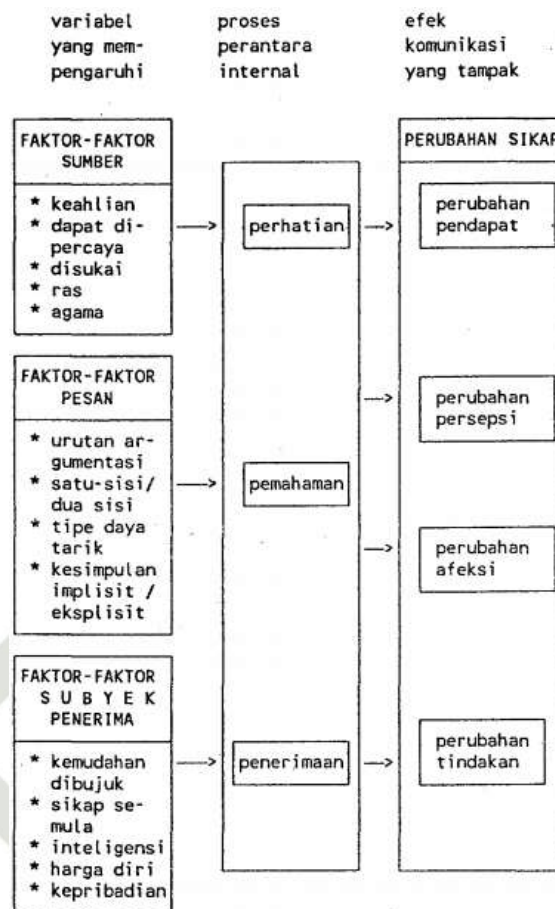 variabel
yang mem-
pengaruhi
proses
perantara
internal
efek
komunikasi
yang tampak
FAKTOR-FAKTOR
SUMBER
* keahlian
* dapat di-
percaya
* disukai
* ras
* agama
FAKTOR-FAKTOR
PESAN
* urutan ar-
gumentasi
* satu-sisi/
dua sisi
* tipe daya
tarik
* kesimpulan
implisit /
eksplisit
FAKTOR-FAKTOR
S U B Y E K
PENERIMA
* kemudahan
dibujuk
* sikap se-
mula
* inteligensi
* harga diri
* kepribadian
perhatian
pemahaman
penerimaan
PERUBAHAN SIKAP
perubahan
pendapat
perubahan
persepsi
perubahan
afeksi
perubahan
tindakan